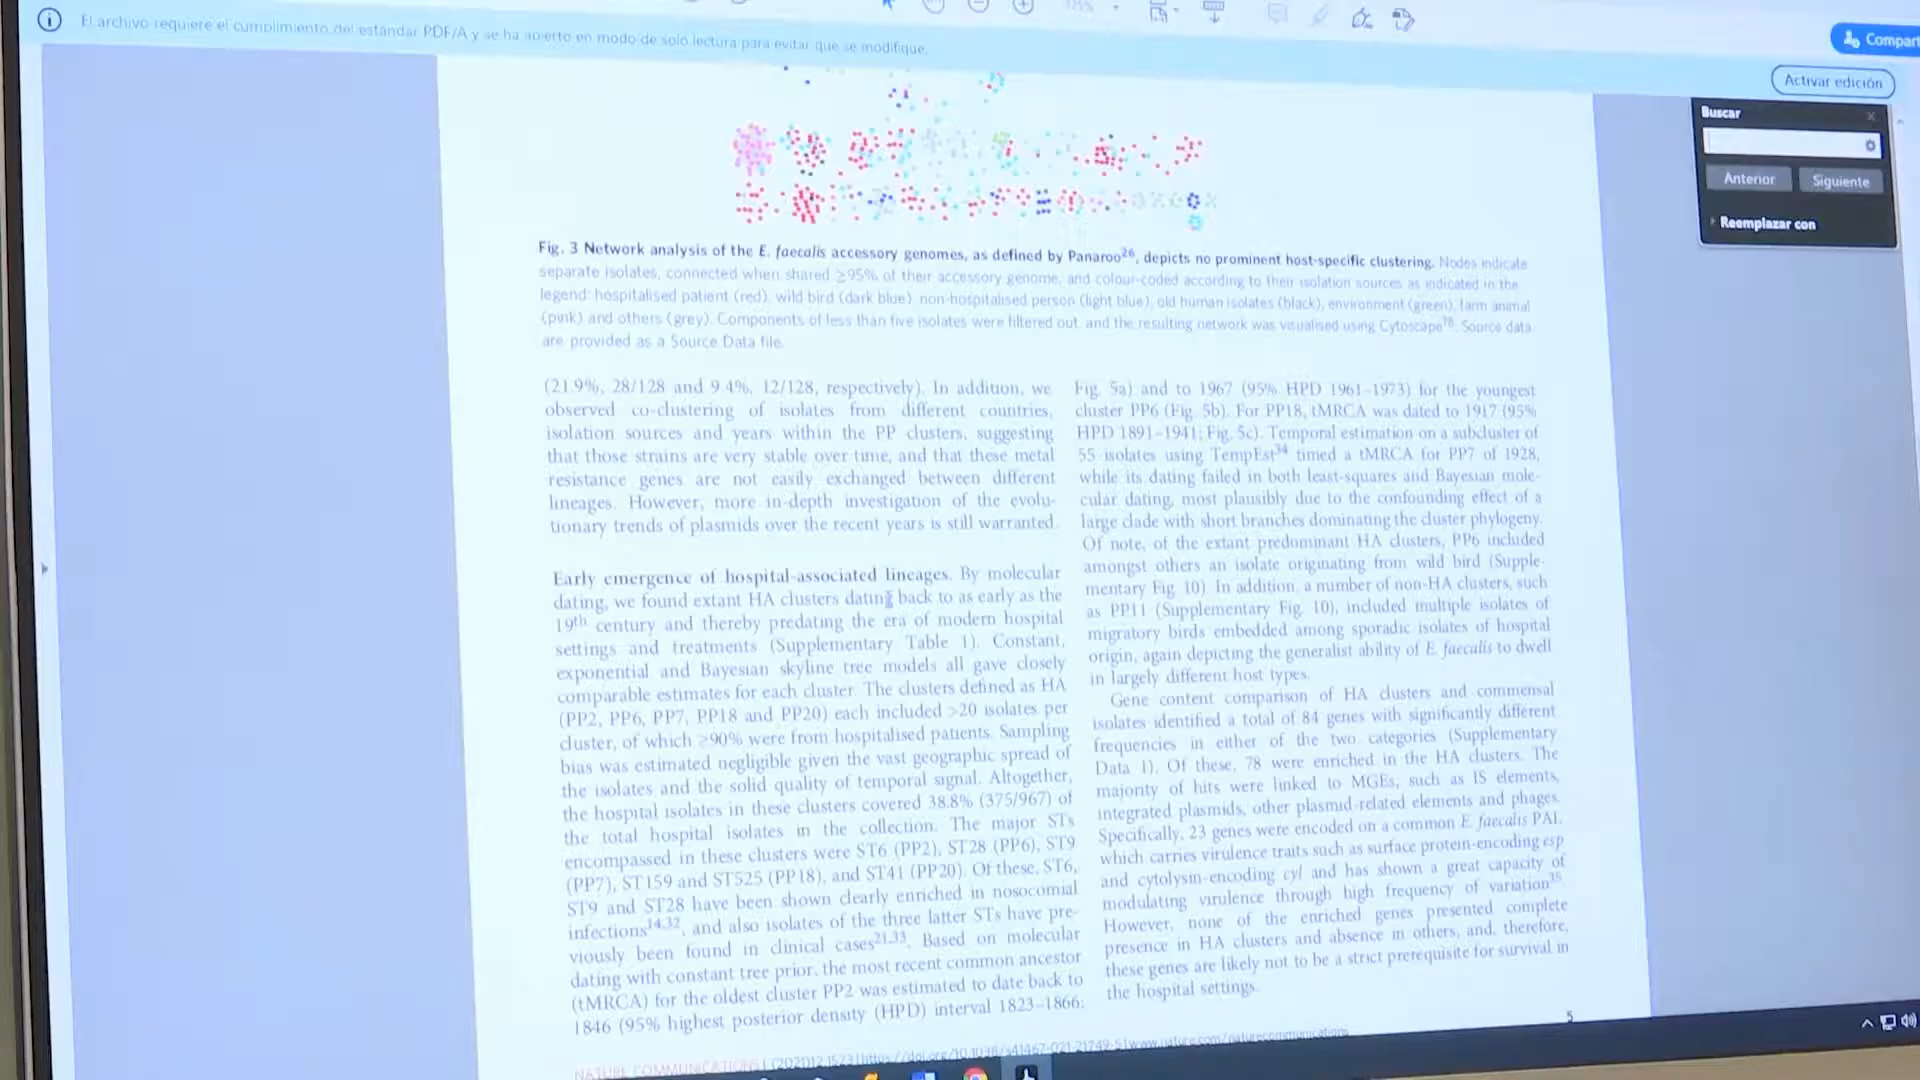 El archivo requiere el cumplimiento del estándar PDF/A y se ha abierto en modo de solo lectura para evitar que se modifique.
Compart
Activar edición
Buscar
Anterior
Siguiente
Reemplazar con
Fig. 3 Network analysis of the E. faecalis accessory genomes, as defined by Panaroo26, depicts no prominent host-specific clustering. Nodes indicate
separate isolates, connected when shared ≥95% of their accessory genome, and colour-coded according to their isolation sources as indicated in the
legend: hospitalised patient (red), wild bird (dark blue), non-hospitalised person (light blue), old human isolates (black), environment (green), farm animal
(pink) and others (grey). Components of less than five isolates were filtered out, and the resulting network was visualised using Cytoscape78. Source data
are provided as a Source Data file.
(21.9%, 28/128 and 9.4%, 12/128, respectively). In addition, we
observed co-clustering of isolates from different countries,
isolation sources and years within the PP clusters, suggesting
that those strains are very stable over time, and that these metal
resistance genes are not easily exchanged between different
lineages. However, more in-depth investigation of the evolu-
tionary trends of plasmids over the recent years is still warranted.
Early emergence of hospital-associated lineages. By molecular
dating, we found extant HA clusters dating back to as early as the
19th century and thereby predating the era of modern hospital
settings and treatments (Supplementary Table 1). Constant,
exponential and Bayesian skyline tree models all gave closely
comparable estimates for each cluster. The clusters defined as HA
(PP2, PP6, PP7, PP18 and PP20) each included >20 isolates per
cluster, of which ≥90% were from hospitalised patients. Sampling
bias was estimated negligible given the vast geographic spread of
the isolates and the solid quality of temporal signal. Altogether,
the hospital isolates in these clusters covered 38.8% (375/967) of
the total hospital isolates in the collection. The major STs
encompassed in these clusters were ST6 (PP2), ST28 (PP6), ST9
(PP7), ST159 and ST525 (PP18), and ST41 (PP20). Of these, ST6,
ST9 and ST28 have been shown clearly enriched in nosocomial
infections14,32, and also isolates of the three latter STs have pre-
viously been found in clinical cases21,33. Based on molecular
dating with constant tree prior, the most recent common ancestor
(tMRCA) for the oldest cluster PP2 was estimated to date back to
1846 (95% highest posterior density (HPD) interval 1823–1866;
Fig. 5a) and to 1967 (95% HPD 1961–1973) for the youngest
cluster PP6 (Fig. 5b). For PP18, tMRCA was dated to 1917 (95%
HPD 1891–1941; Fig. 5c). Temporal estimation on a subcluster of
55 isolates using TempEst34 timed a tMRCA for PP7 of 1928,
while its dating failed in both least-squares and Bayesian mole-
cular dating, most plausibly due to the confounding effect of a
large clade with short branches dominating the cluster phylogeny.
Of note, of the extant predominant HA clusters, PP6 included
amongst others an isolate originating from wild bird (Supple-
mentary Fig. 10). In addition, a number of non-HA clusters, such
as PP11 (Supplementary Fig. 10), included multiple isolates of
migratory birds embedded among sporadic isolates of hospital
origin, again depicting the generalist ability of E. faecalis to dwell
in largely different host types.
Gene content comparison of HA clusters and commensal
isolates identified a total of 84 genes with significantly different
frequencies in either of the two categories (Supplementary
Data 1). Of these, 78 were enriched in the HA clusters. The
majority of hits were linked to MGEs, such as IS elements,
integrated plasmids, other plasmid-related elements and phages.
Specifically, 23 genes were encoded on a common E. faecalis PAI,
which carries virulence traits such as surface protein-encoding esp
and cytolysin-encoding cyl and has shown a great capacity of
modulating virulence through high frequency of variation35.
However, none of the enriched genes presented complete
presence in HA clusters and absence in others, and, therefore,
these genes are likely not to be a strict prerequisite for survival in
the hospital settings.
5
NATURE COMMUNICATIONS | (2021)12:1523 | https://doi.org/10.1038/s41467-021-21749-5 | www.nature.com/naturecommunications